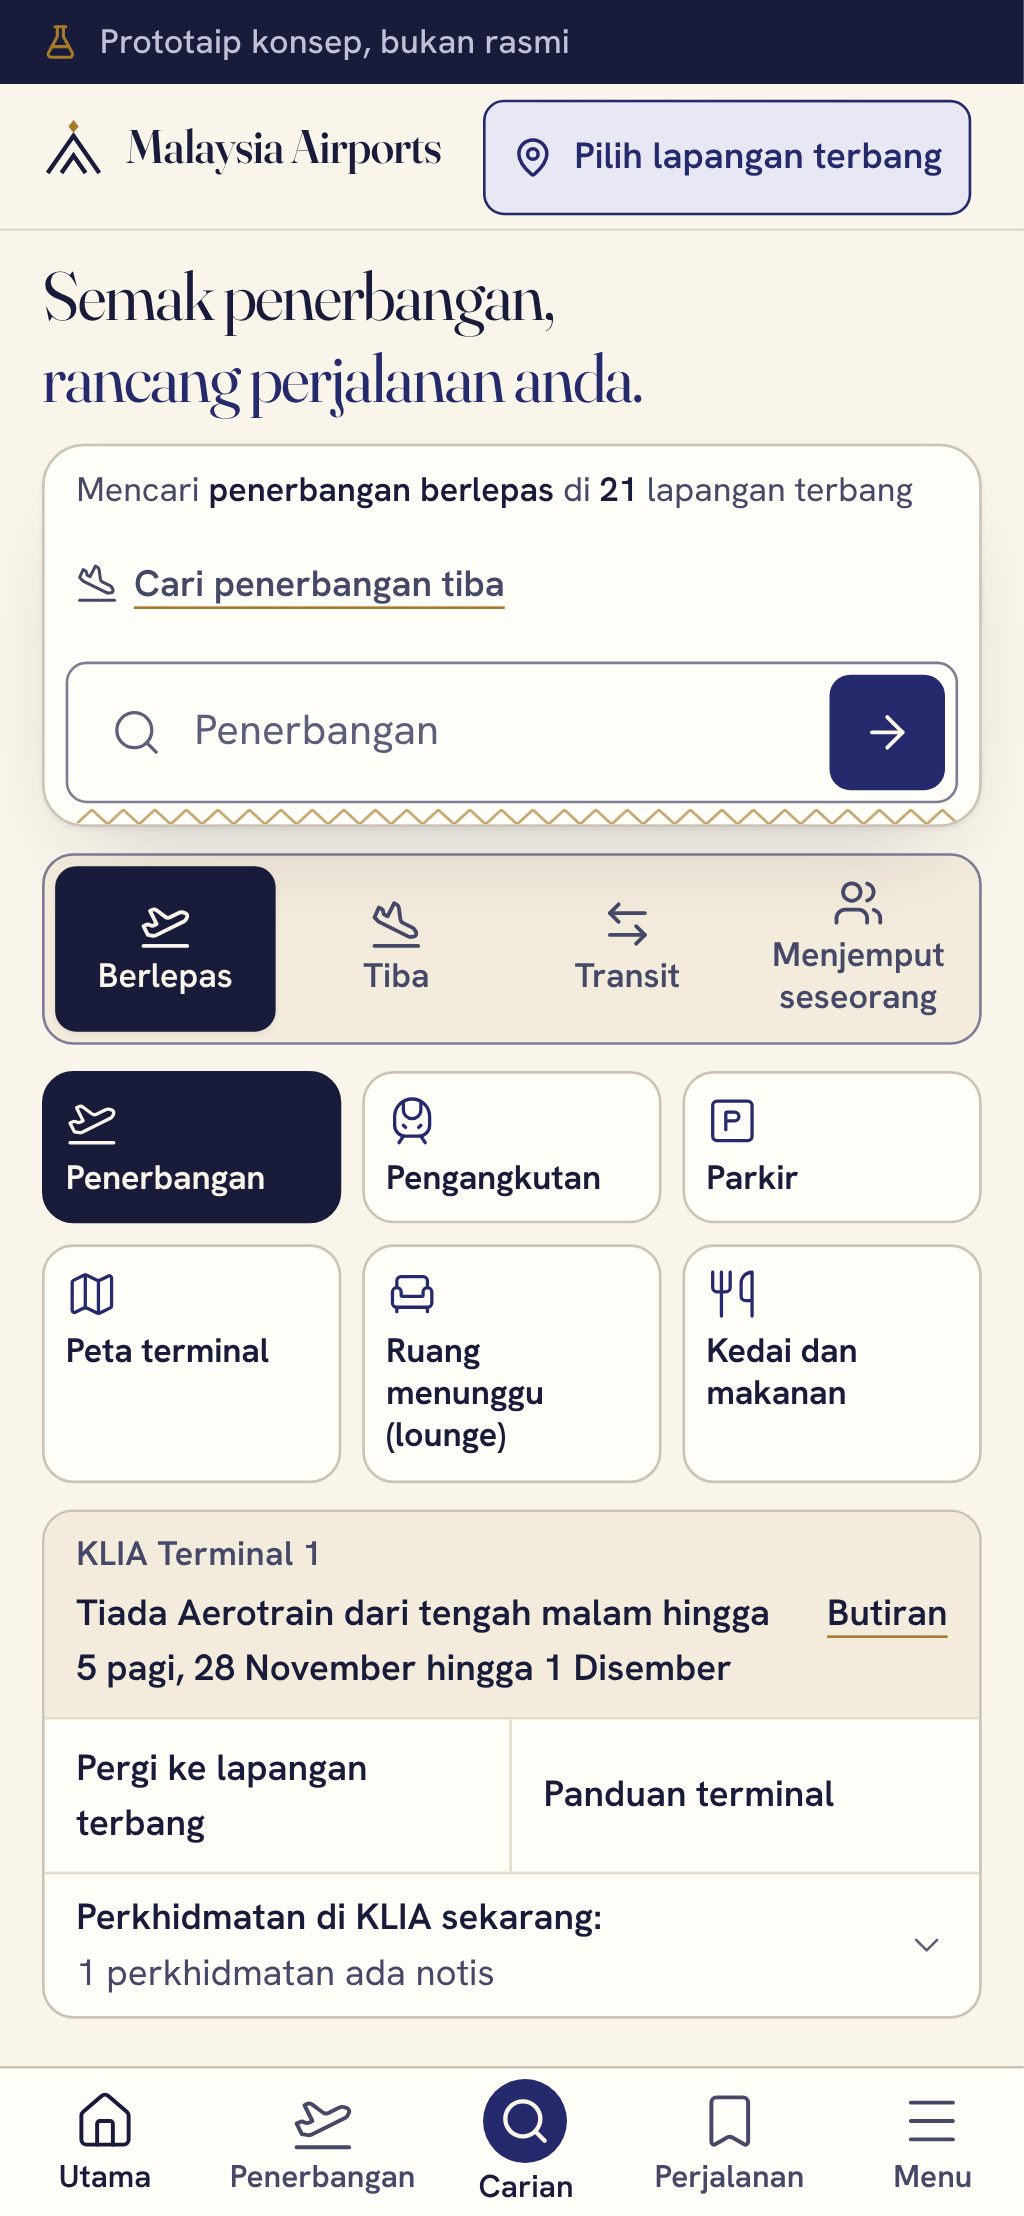 Prototaip konsep, bukan rasmi
Malaysia Airports
Pilih lapangan terbang
Semak penerbangan,
rancang perjalanan anda.
Mencari penerbangan berlepas di 21 lapangan terbang
Cari penerbangan tiba
Penerbangan
Berlepas
Tiba
Transit
Menjemput
seseorang
Penerbangan
Pengangkutan
P
Parkir
Peta terminal
Ruang
menunggu
(lounge)
Kedai dan
makanan
KLIA Terminal 1
Tiada Aerotrain dari tengah malam hingga
5 pagi, 28 November hingga 1 Disember
Butiran
Pergi ke lapangan
terbang
Panduan terminal
Perkhidmatan di KLIA sekarang:
1 perkhidmatan ada notis
Utama
Penerbangan
Carian
Perjalanan
Menu